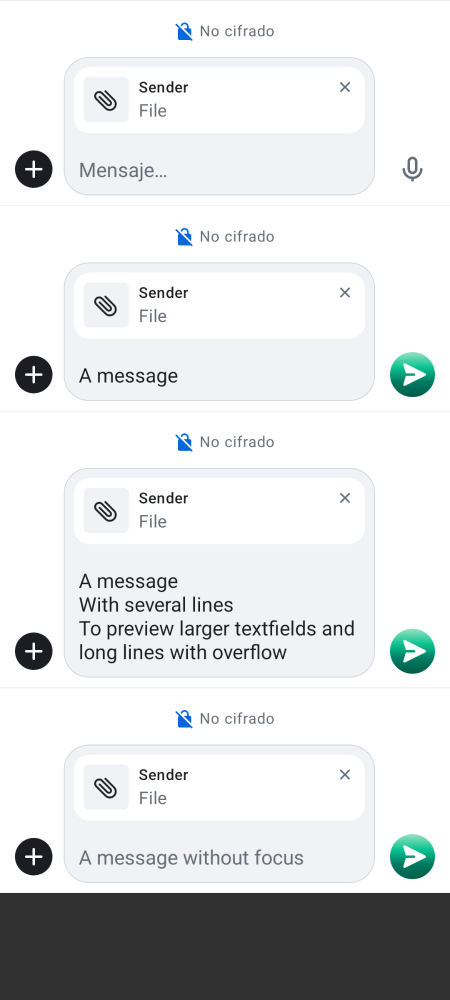 No cifrado
Sender
File
Mensaje…
No cifrado
Sender
File
A message
No cifrado
Sender
File
A message
With several lines
To preview larger textfields and
long lines with overflow
No cifrado
Sender
File
A message without focus